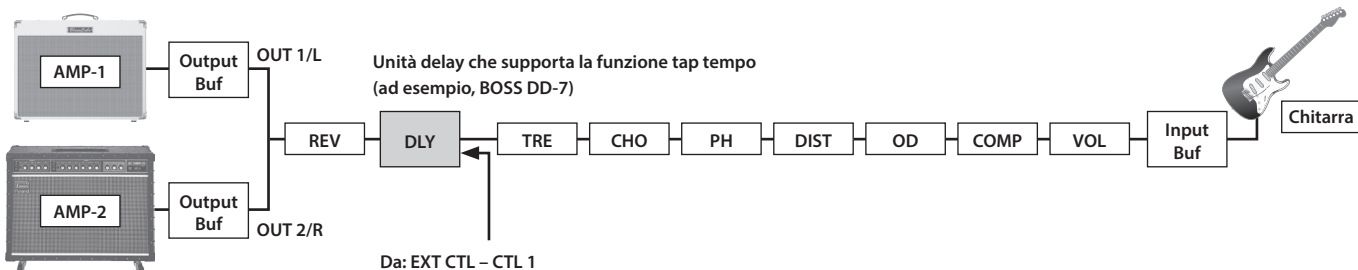 OUT 1/L
AMP-1
Output
Buf
Unità delay che supporta la funzione tap tempo
(ad esempio, BOSS DD-7)
REV
DLY
TRE
CHO
PH
DIST
OD
COMP
VOL
Input
Buf
Chitarra
AMP-2
Output
Buf
OUT 2/R
Da: EXT CTL – CTL 1